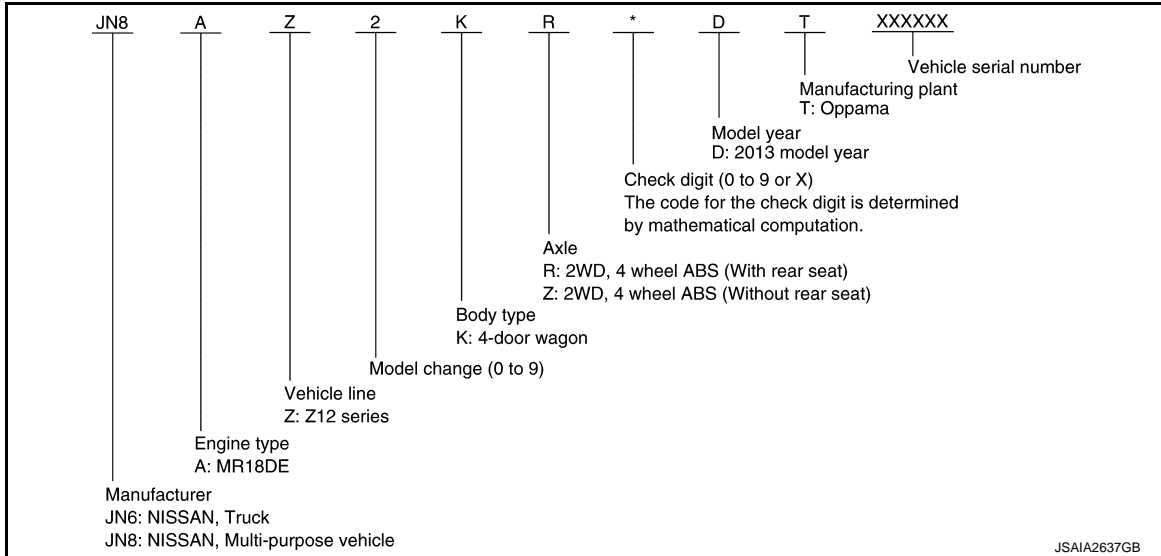 JN8 A Z 2 K R * D T XXXXXX
Vehicle serial number
Manufacturing plant
T: Oppama
Model year
D: 2013 model year
Check digit (0 to 9 or X)
The code for the check digit is determined
by mathematical computation.
Axle
R: 2WD, 4 wheel ABS (With rear seat)
Z: 2WD, 4 wheel ABS (Without rear seat)
Body type
K: 4-door wagon
Model change (0 to 9)
Vehicle line
Z: Z12 series
Engine type
A: MR18DE
Manufacturer
JN6: NISSAN, Truck
JN8: NISSAN, Multi-purpose vehicle
JSAIA2637GB